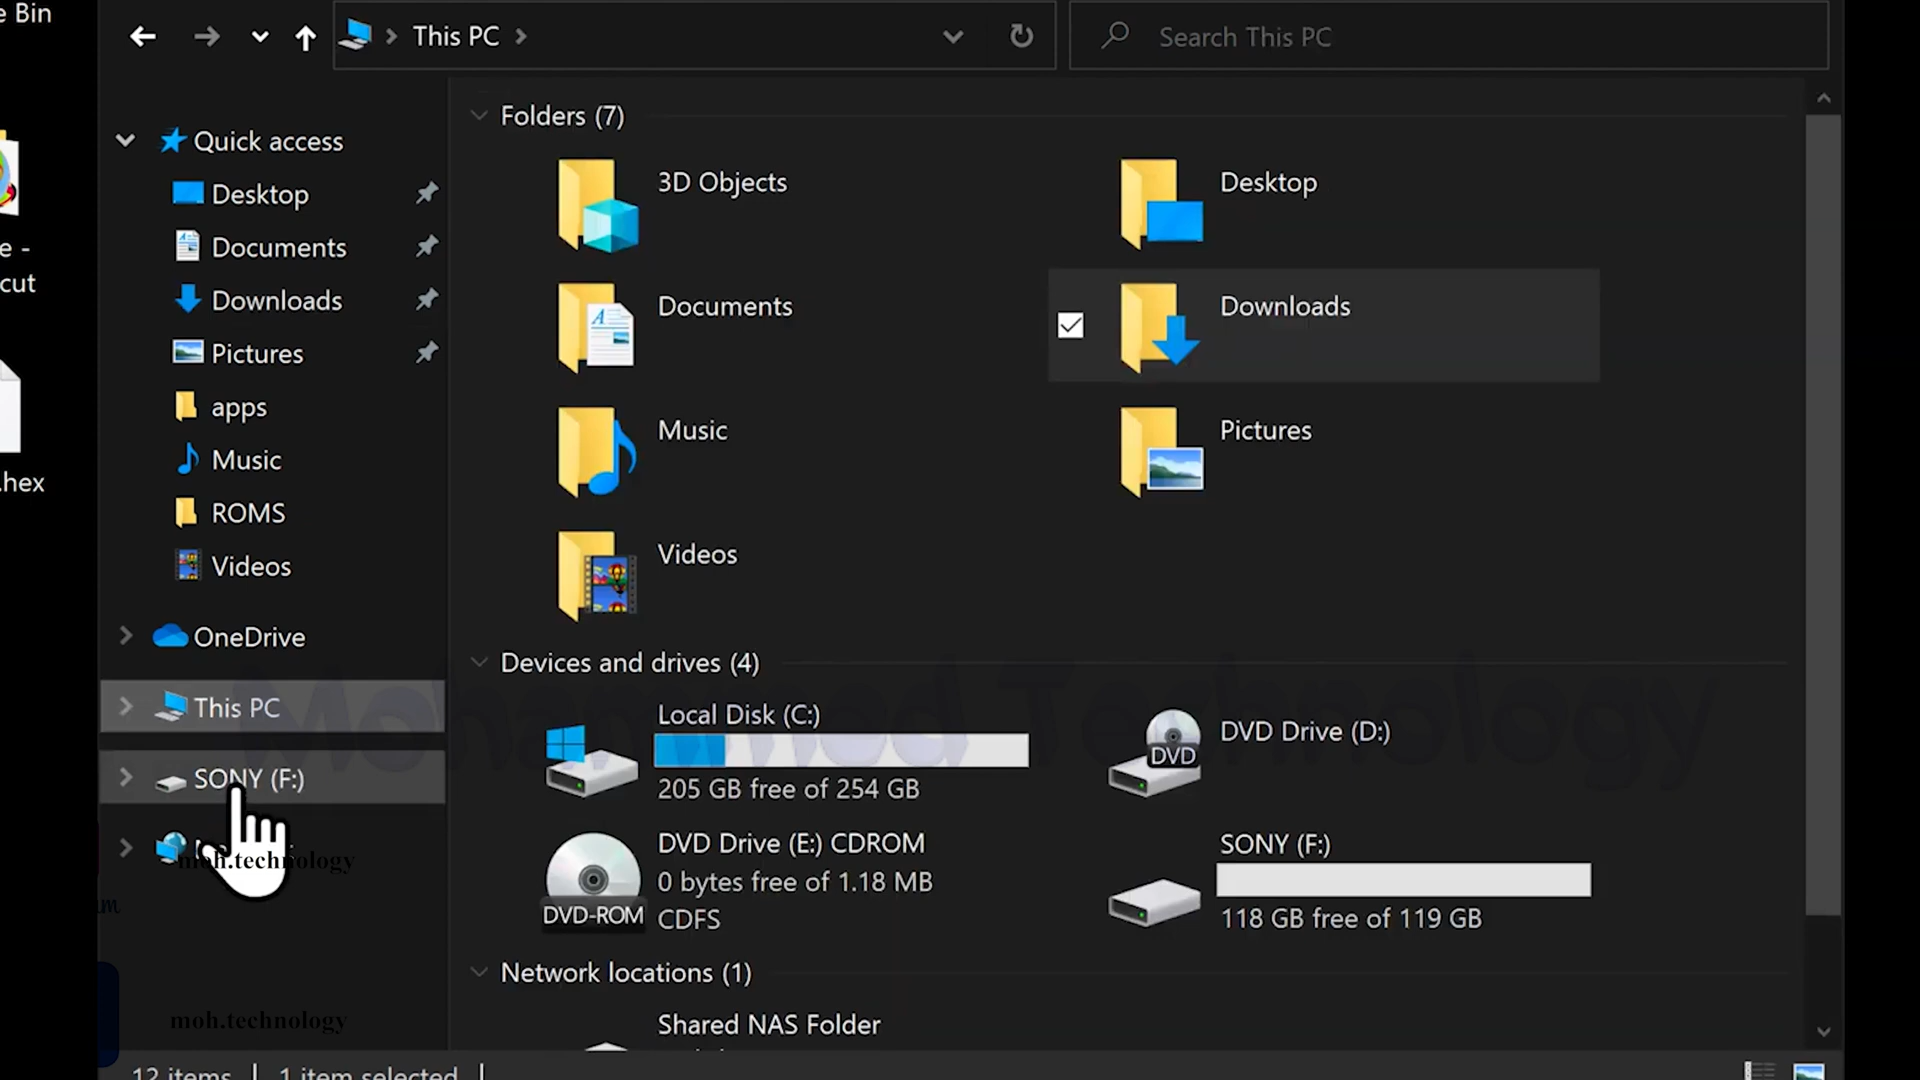 e Bin
This PC
Search This PC
Quick access
Desktop
Documents
Downloads
Pictures
apps
Music
ROMS
Videos
OneDrive
This PC
SONY (F:)
e -
cut
.hex
Folders (7)
3D Objects
Desktop
Documents
Downloads
Music
Pictures
Videos
Devices and drives (4)
Local Disk (C:)
205 GB free of 254 GB
DVD
DVD Drive (D:)
DVD-ROM
DVD Drive (E:) CDROM
0 bytes free of 1.18 MB
CDFS
SONY (F:)
118 GB free of 119 GB
Network locations (1)
Shared NAS Folder
12 items
1 item selected
Mohammed Technology
moh.technology
moh.technology